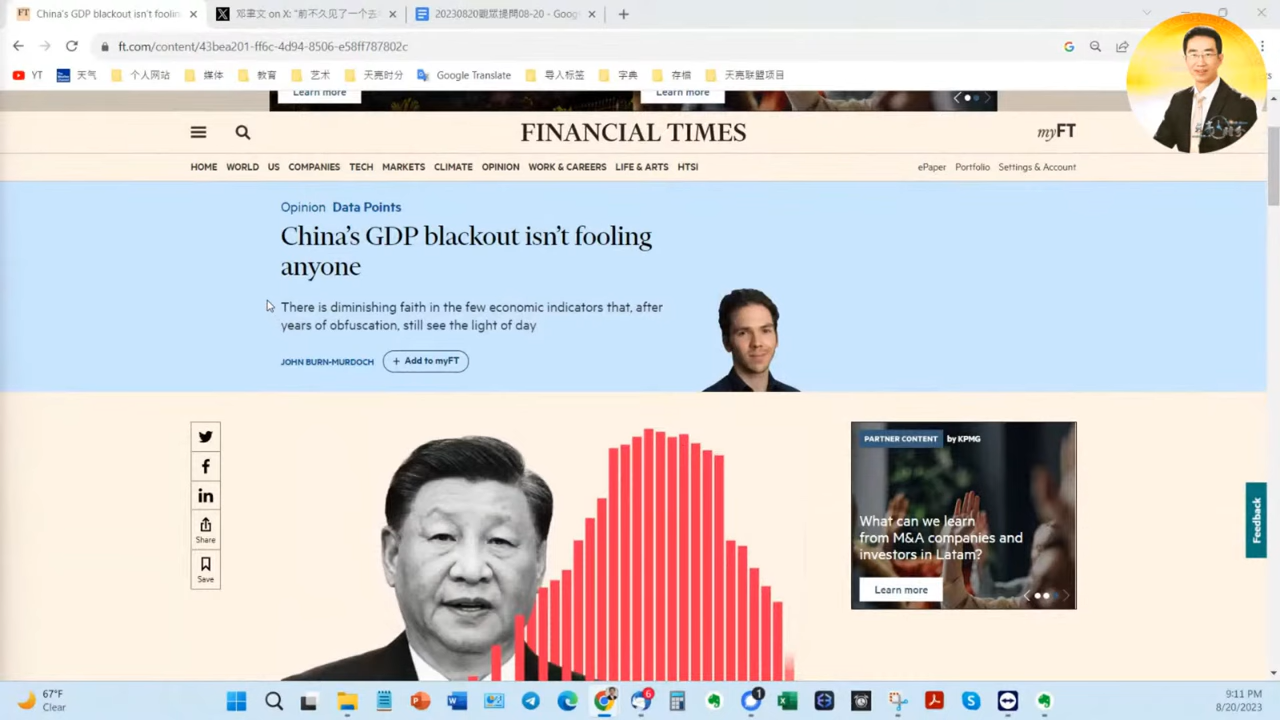 China's GDP blackout isn't fooling
邓聿文 on X: "前不久见了一个去
20230820觀眾提問08-20 - Goog
ft.com/content/43bea201-ff6c-4d94-8506-e58ff787802c
YT
天气
个人网站
媒体
教育
艺术
天亮时分
Google Translate
导入标签
字典
存檔
天亮联盟项目
Learn more
Learn more
FINANCIAL TIMES
myFT
HOME WORLD US COMPANIES TECH MARKETS CLIMATE OPINION WORK & CAREERS LIFE & ARTS HTSI
ePaper Portfolio Settings & Account
Opinion Data Points
China's GDP blackout isn't fooling
anyone
There is diminishing faith in the few economic indicators that, after
years of obfuscation, still see the light of day
JOHN BURN-MURDOCH
+ Add to myFT
Share
Save
PARTNER CONTENT by KPMG
What can we learn
from M&A companies and
investors in Latam?
Learn more
Feedback
67°F
Clear
6
1
9:11 PM
8/20/2023